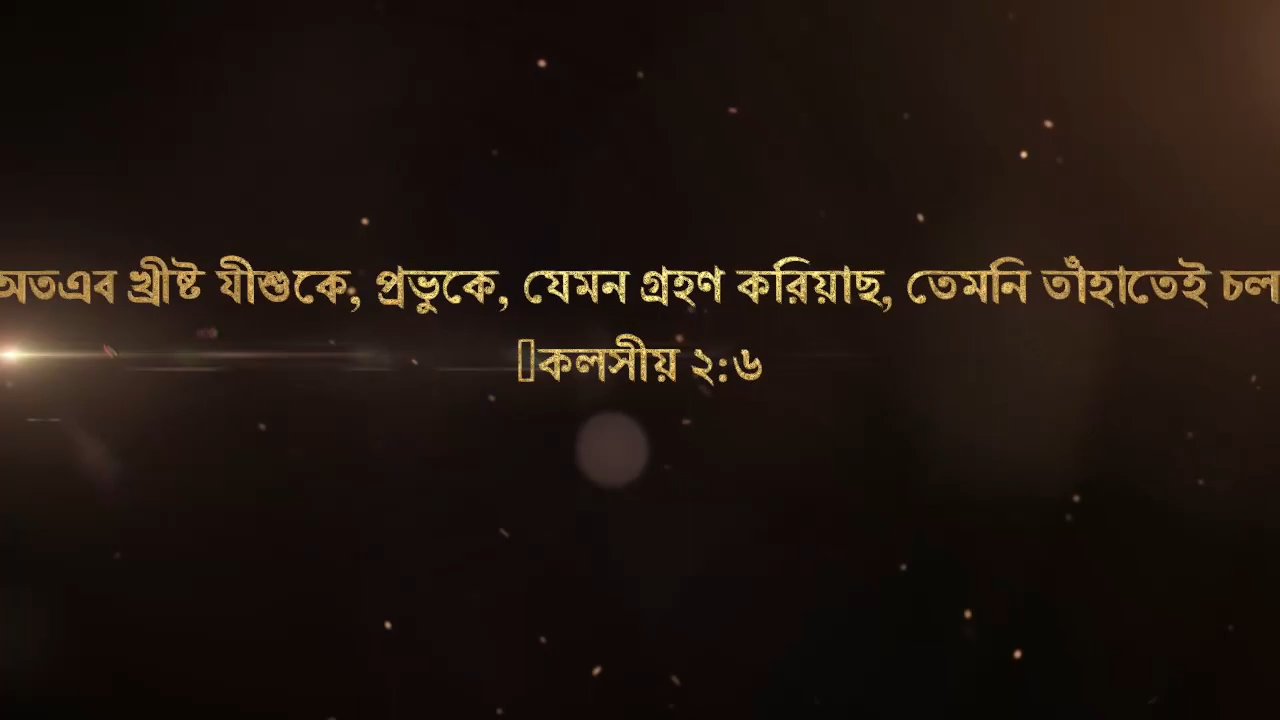 অতএব খ্রীষ্ট যীশুকে, প্রভুকে, যেমন গ্রহণ করিয়াছ, তেমনি তাঁহাতেই চল
কলসীয় ২:৬